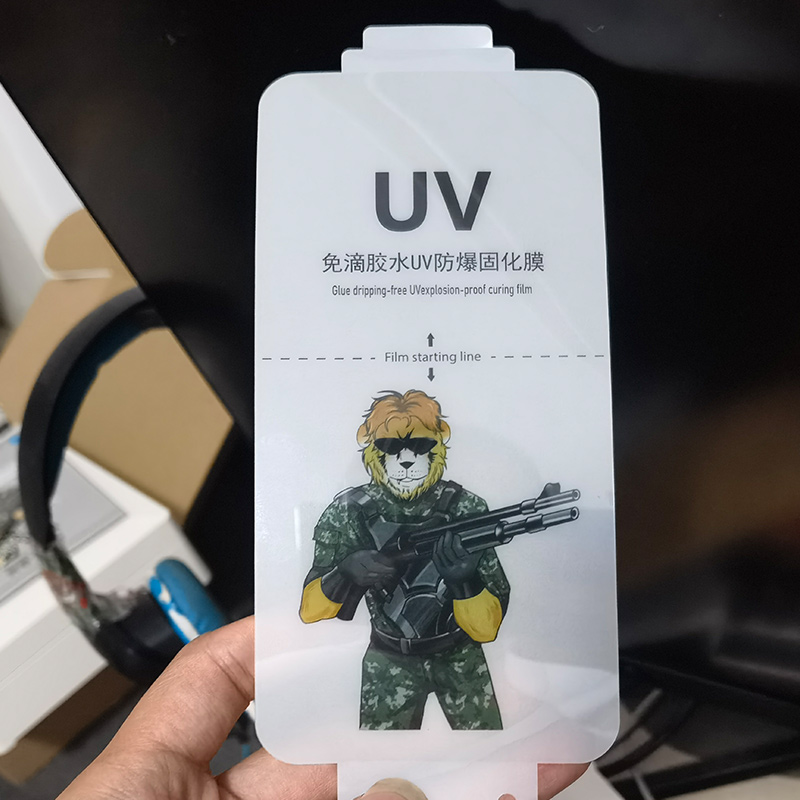 UV
免滴胶水UV防爆固化膜
Glue dripping-free UVexplosion-proof curing film
Film starting line